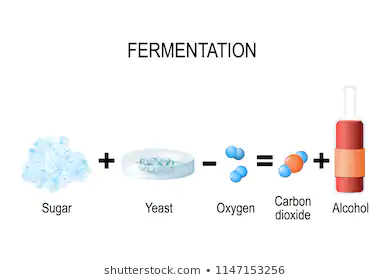 FERMENTATION
+ - = +
Sugar Yeast Oxygen Carbon dioxide Alcohol
shutterstock.com • 1147153256